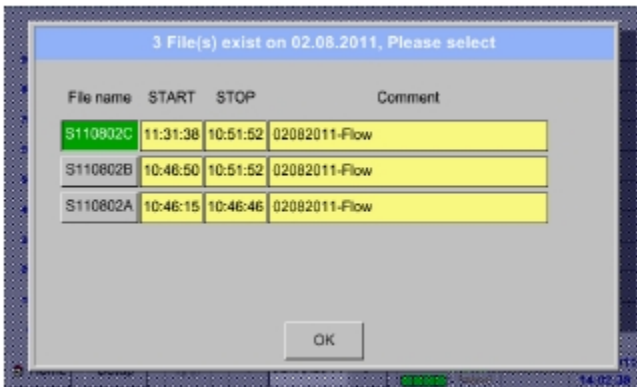 3 File(s) exist on 02.08.2011, Please select
File name START STOP Comment
S110802C 11:31:38 10:51:52 02082011-Flow
S110802B 10:46:50 10:51:52 02082011-Flow
S110802A 10:46:15 10:46:46 02082011-Flow
OK